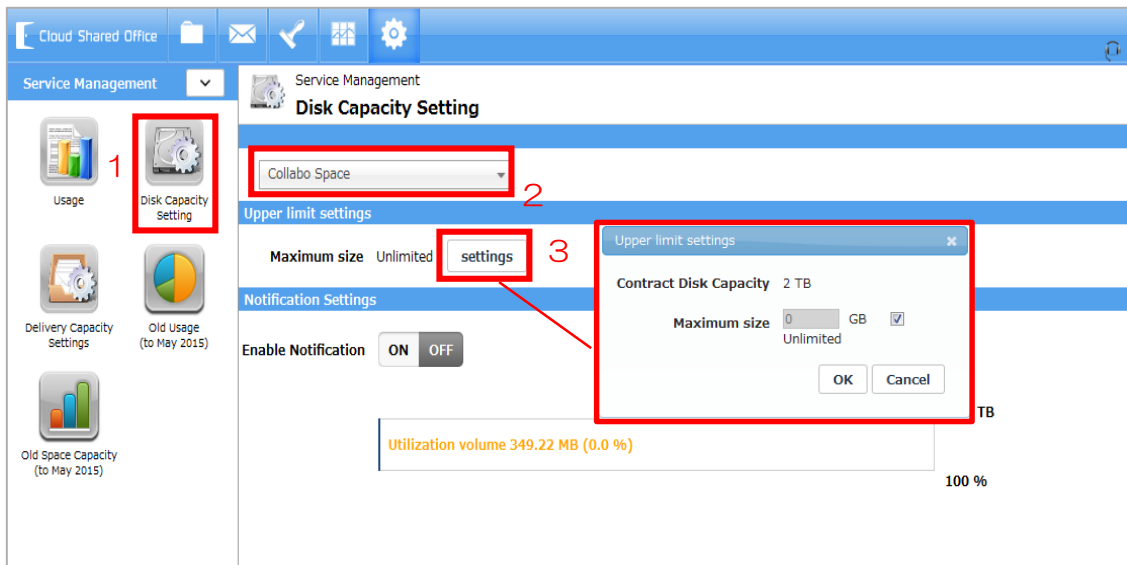 Cloud Shared Office
Service Management
Service Management
Disk Capacity Setting
1
Usage
Disk Capacity
Setting
Delivery Capacity
Settings
Old Usage
(to May 2015)
Old Space Capacity
(to May 2015)
Collabo Space
2
Upper limit settings
Maximum size Unlimited settings
3
Notification Settings
Enable Notification ON OFF
Utilization volume 349.22 MB (0.0 %)
TB
100 %
Upper limit settings
Contract Disk Capacity 2 TB
Maximum size 0 GB
Unlimited
OK Cancel